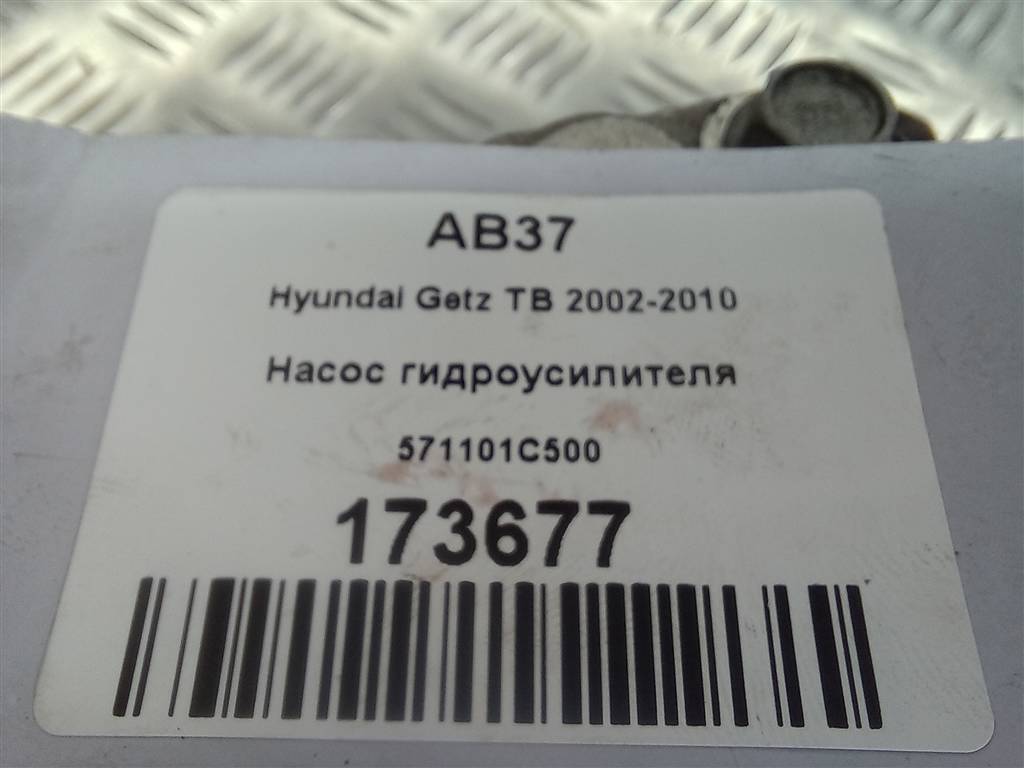 AB37
Hyundai Getz TB 2002-2010
Насос гидроусилителя
571101C500
173677